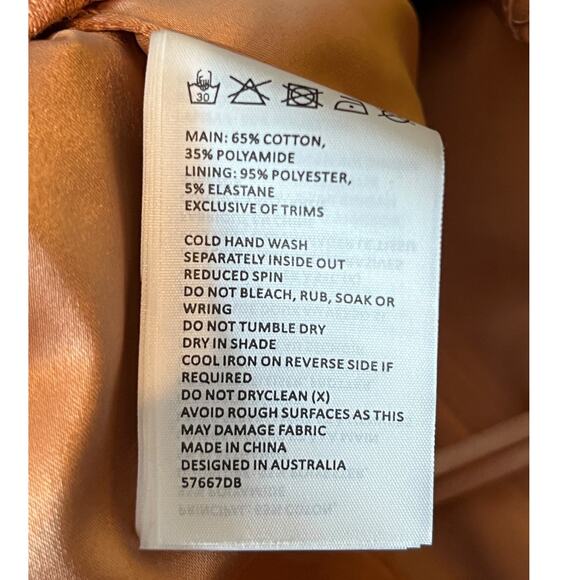 30
MAIN: 65% COTTON,
35% POLYAMIDE
LINING: 95% POLYESTER,
5% ELASTANE
EXCLUSIVE OF TRIMS
COLD HAND WASH
SEPARATELY INSIDE OUT
REDUCED SPIN
DO NOT BLEACH, RUB, SOAK OR
WRING
DO NOT TUMBLE DRY
DRY IN SHADE
COOL IRON ON REVERSE SIDE IF
REQUIRED
DO NOT DRYCLEAN (X)
AVOID ROUGH SURFACES AS THIS
MAY DAMAGE FABRIC
MADE IN CHINA
DESIGNED IN AUSTRALIA
57667DB